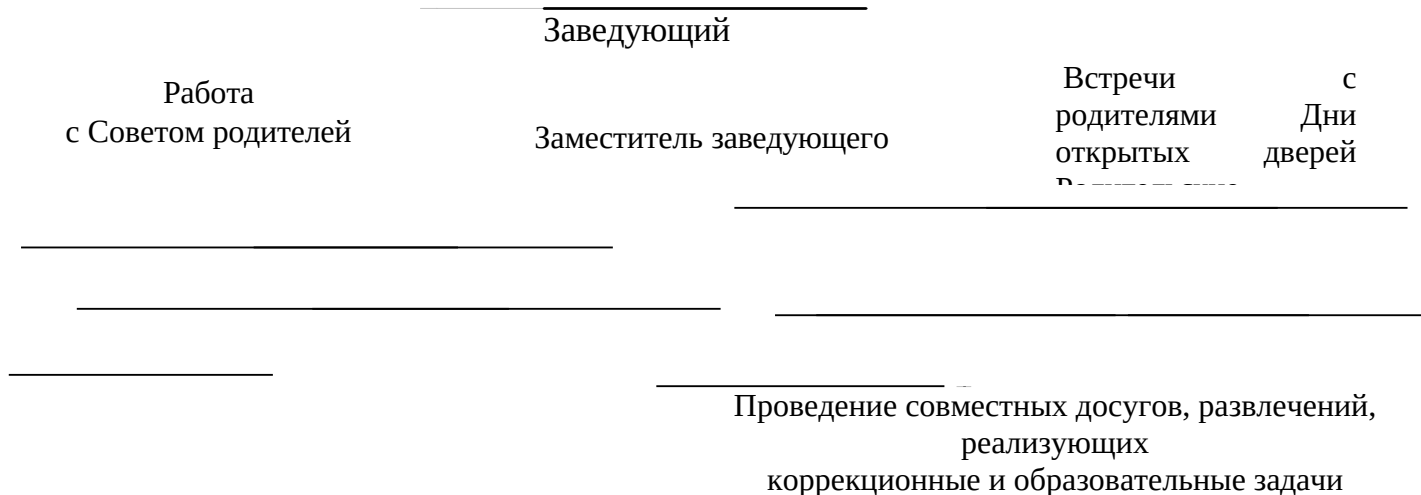 Заведующий
Работа
с Советом родителей
Заместитель заведующего
Встречи с
родителями Дни
открытых дверей
Проведение совместных досугов, развлечений,
реализующих
коррекционные и образовательные задачи